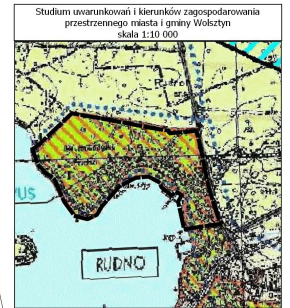 Studium uwarunkowań i kierunków zagospodarowania
przestrzennego miasta i gminy Wolsztyn
skala 1:10 000
RUDNO